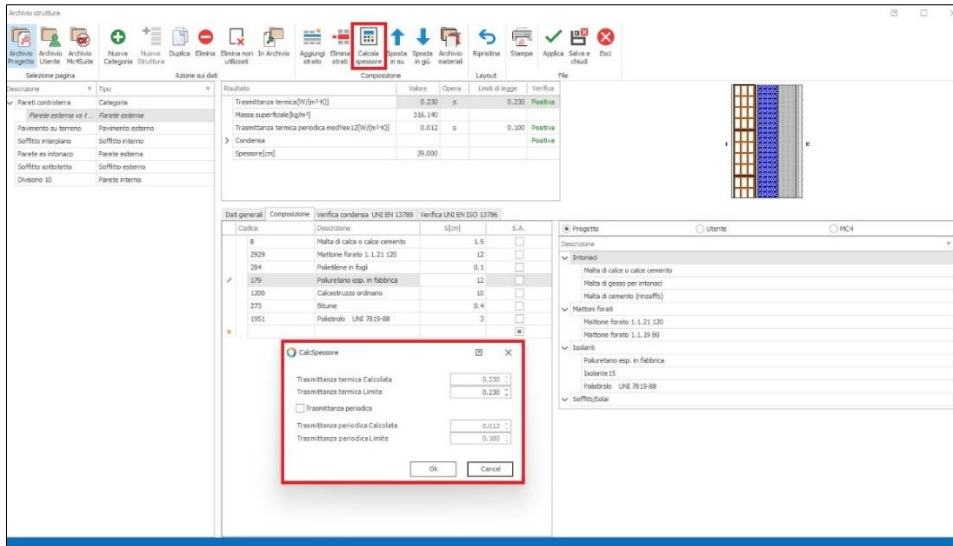 Archivio strutture
Archivio Progetto
Archivio Utente
Archivio Mc4Suite
Nuova Categoria
Nuova Struttura
Duplica
Elimina
Elimina non utilizzati
In Archivio
Aggiungi strato
Elimina strati
Calcola spessore
Sposta in su
Sposta in giù
Archivio materiali
Ripristina
Stampe
Applica
Salva e chiudi
Esci
Selezione pagina Azione sui dati Composizione Layout File
Descrizione Tipo
Pareti controterra Categoria
Parete esterna vs t... Parete esterna
Pavimento su terreno Pavimento esterno
Soffitto interpiano Soffitto interno
Parete es intonaco Parete esterna
Soffitto sottotetto Soffitto esterno
Divisorio 10 Parete interna
Risultato Valore Opera... Limiti di legge Verifica
Trasmittanza termica[W/(m²·K)] 0.230 ≤ 0.230 Positiva
Massa superficiale[kg/m²] 316.140
Trasmittanza termica periodica modYee12[W/(m²·K)] 0.012 ≤ 0.100 Positiva
Condensa Positiva
Spessore[cm] 39.000
I E
Dati generali Composizione Verifica condensa UNI EN 13788 Verifica UNI EN ISO 13786
Codice Descrizione S[cm] S.A.
8 Malta di calce o calce cemento 1.5
2929 Mattone forato 1.1.21 120 12
294 Polietilene in fogli 0.1
179 Poliuretano esp. in fabbrica 12
1200 Calcestruzzo ordinario 10
273 Bitume 0.4
1951 Polistirolo UNI 7819-88 3
Progetto Utente MC4
Descrizione
Intonaci
Malta di calce o calce cemento
Malta di gesso per intonaci
Malta di cemento (rinzaffo)
Mattoni forati
Mattone forato 1.1.21 120
Mattone forato 1.1.19 80
Isolanti
Poliuretano esp. in fabbrica
Isolante15
Polistirolo UNI 7819-88
Soffitti/Solai
CalcSpessore
Trasmittanza termica Calcolata 0.230
Trasmittanza termica Limite 0.230
Trasmittanza periodica
Trasmittanza periodica Calcolata 0.012
Trasmittanza periodica Limite 0.100
Ok Cancel